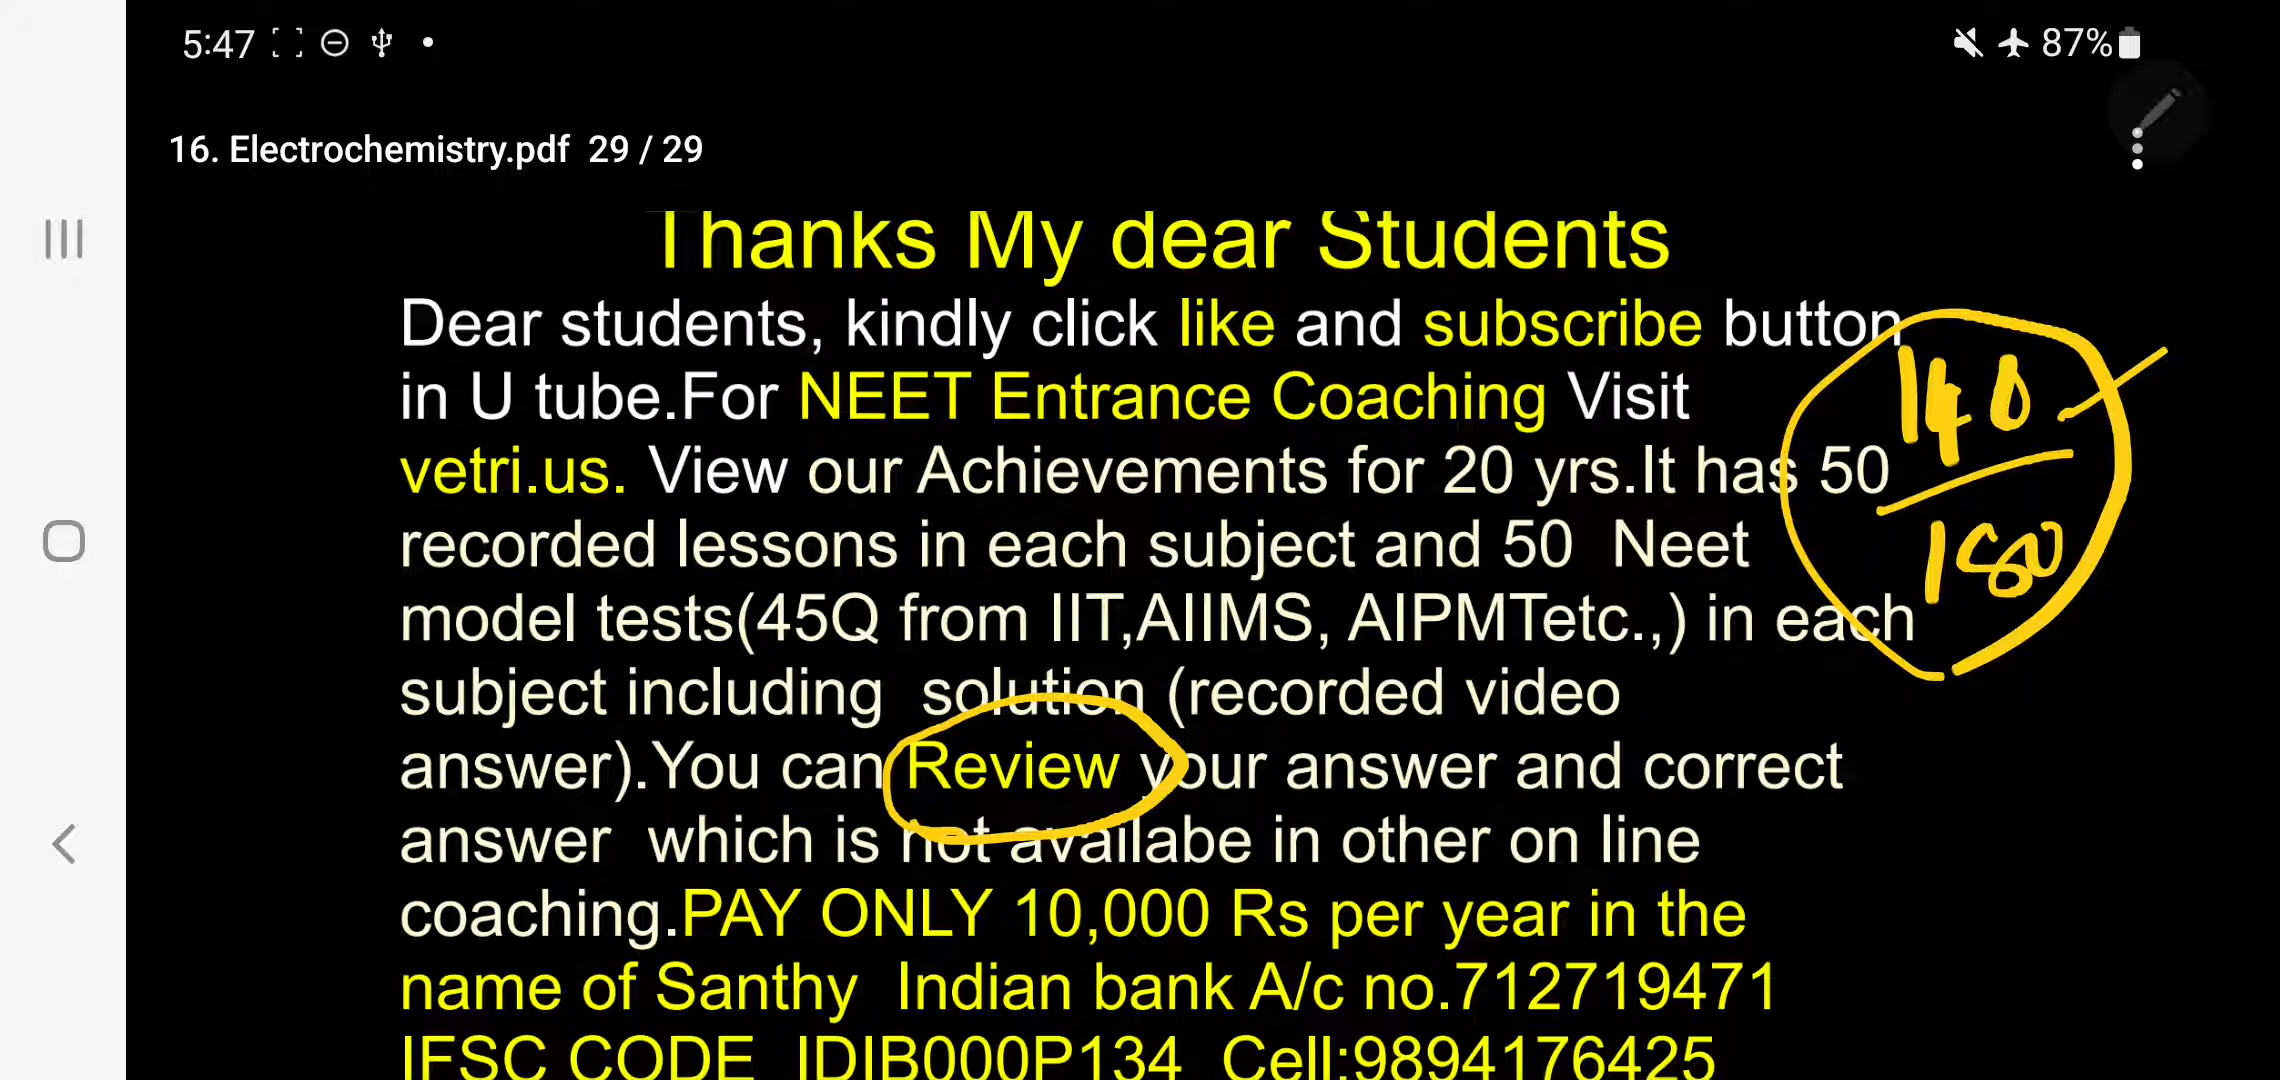 5:47
87%
16. Electrochemistry.pdf 29 / 29
Thanks My dear Students
Dear students, kindly click like and subscribe button
in U tube.For NEET Entrance Coaching Visit
vetri.us. View our Achievements for 20 yrs.It has 50
recorded lessons in each subject and 50 Neet
model tests(45Q from IIT,AIIMS, AIPMTetc.,) in each
subject including solution (recorded video
answer).You can Review your answer and correct
answer which is not availabe in other on line
coaching.PAY ONLY 10,000 Rs per year in the
name of Santhy Indian bank A/c no.712719471
IFSC CODE IDIB000P134 Cell:9894176425
140
180